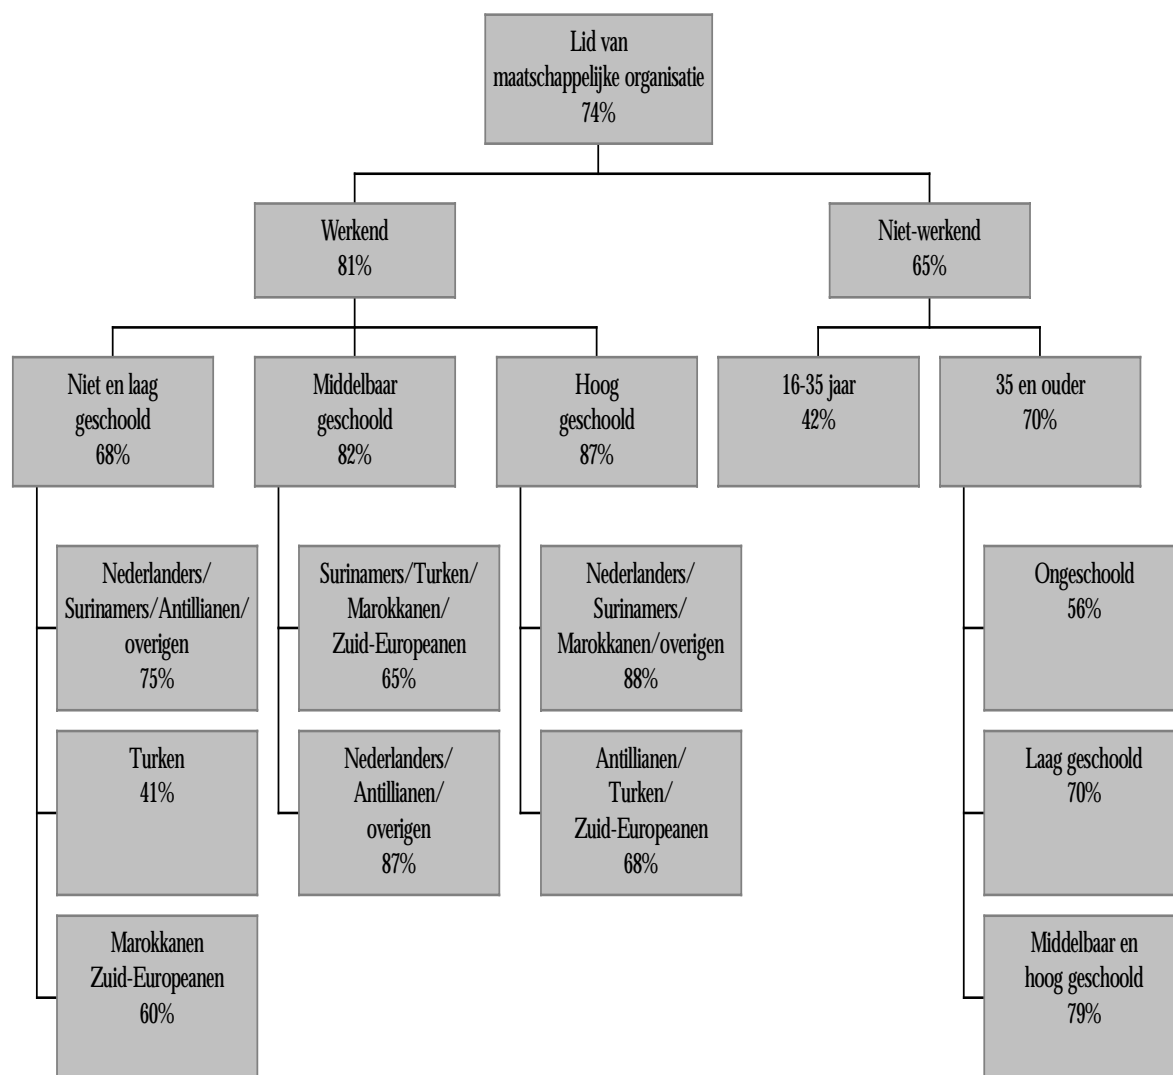 Lid van
maatschappelijke organisatie
74%
Werkend
81%
Niet-werkend
65%
Niet en laag
geschoold
68%
Middelbaar
geschoold
82%
Hoog
geschoold
87%
16-35 jaar
42%
35 en ouder
70%
Nederlanders/
Surinamers/Antillianen/
overigen
75%
Surinamers/Turken/
Marokkanen/
Zuid-Europeanen
65%
Nederlanders/
Surinamers/
Marokkanen/overigen
88%
Ongeschoold
56%
Turken
41%
Nederlanders/
Antillianen/
overigen
87%
Antillianen/
Turken/
Zuid-Europeanen
68%
Laag geschoold
70%
Marokkanen
Zuid-Europeanen
60%
Middelbaar en
hoog geschoold
79%